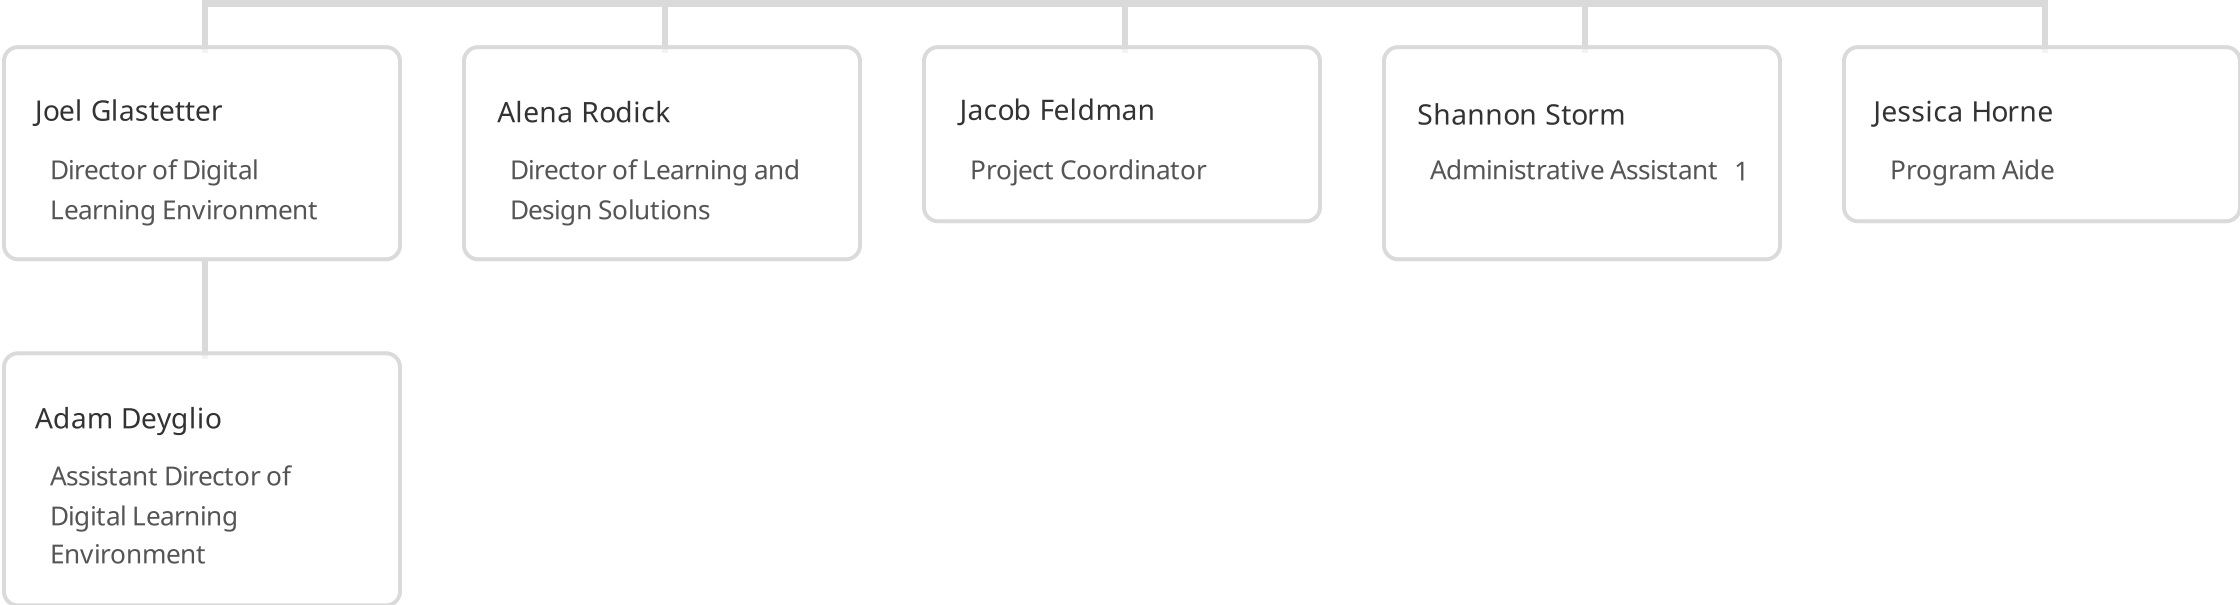 Joel Glastetter
Director of Digital
Learning Environment
Alena Rodick
Director of Learning and
Design Solutions
Jacob Feldman
Project Coordinator
Shannon Storm
Administrative Assistant 1
Jessica Horne
Program Aide
Adam Deyglio
Assistant Director of
Digital Learning
Environment